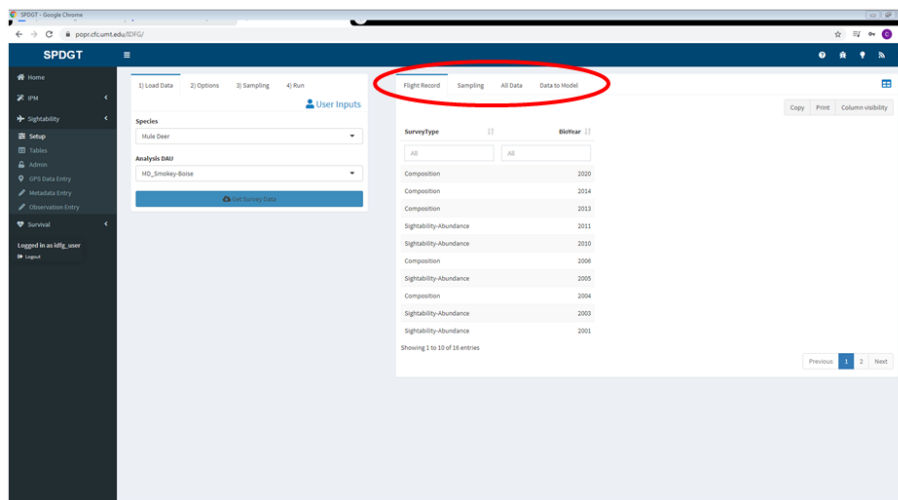 SPDGT - Google Chrome
popr.cfc.umt.edu/IDFG/
SPDGT
Home
IPM
Sightability
Setup
Tables
Admin
GPS Data Entry
Metadata Entry
Observation Entry
Survival
Logged in as idfg_user
Logout
1) Load Data 2) Options 3) Sampling 4) Run
User Inputs
Species
Mule Deer
Analysis DAU
MD_Smokey-Boise
Get Survey Data
Flight Record Sampling All Data Data to Model
Copy Print Column visibility
SurveyType BioYear
All All
Composition 2020
Composition 2014
Composition 2013
Sightability-Abundance 2011
Sightability-Abundance 2010
Composition 2006
Sightability-Abundance 2005
Composition 2004
Sightability-Abundance 2003
Sightability-Abundance 2001
Showing 1 to 10 of 16 entries
Previous 1 2 Next